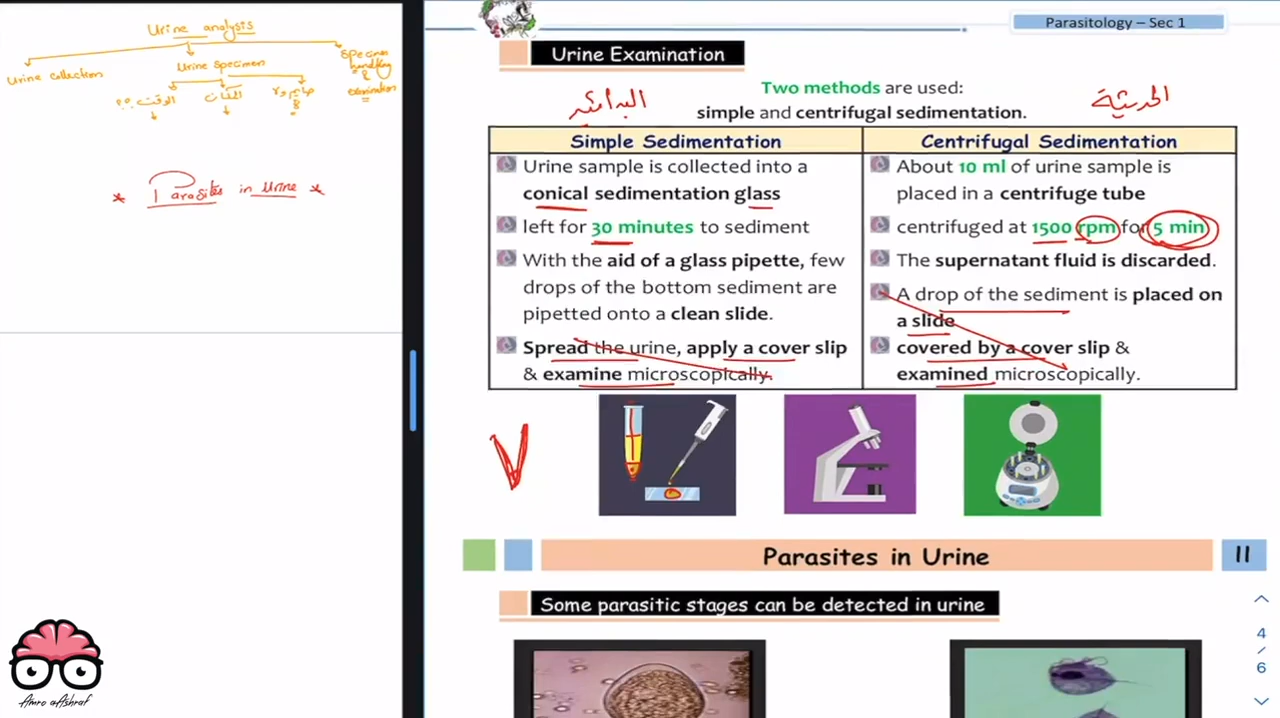 Urine analysis
Urine collection
Urine specimen
Specimen handling & examination
الوقت ؟؟
المكان
* Parasites in Urine *
Amro aAshraf
Parasitology – Sec 1
Urine Examination
Two methods are used:
simple and centrifugal sedimentation.
البدائية
الحديثة
Simple Sedimentation
Urine sample is collected into a
conical sedimentation glass
left for 30 minutes to sediment
With the aid of a glass pipette, few
drops of the bottom sediment are
pipetted onto a clean slide.
Spread the urine, apply a cover slip
& examine microscopically.
Centrifugal Sedimentation
About 10 ml of urine sample is
placed in a centrifuge tube
centrifuged at 1500 rpm for 5 min
The supernatant fluid is discarded.
A drop of the sediment is placed on
a slide
covered by a cover slip &
examined microscopically.
Parasites in Urine
II
Some parasitic stages can be detected in urine
4
/
6